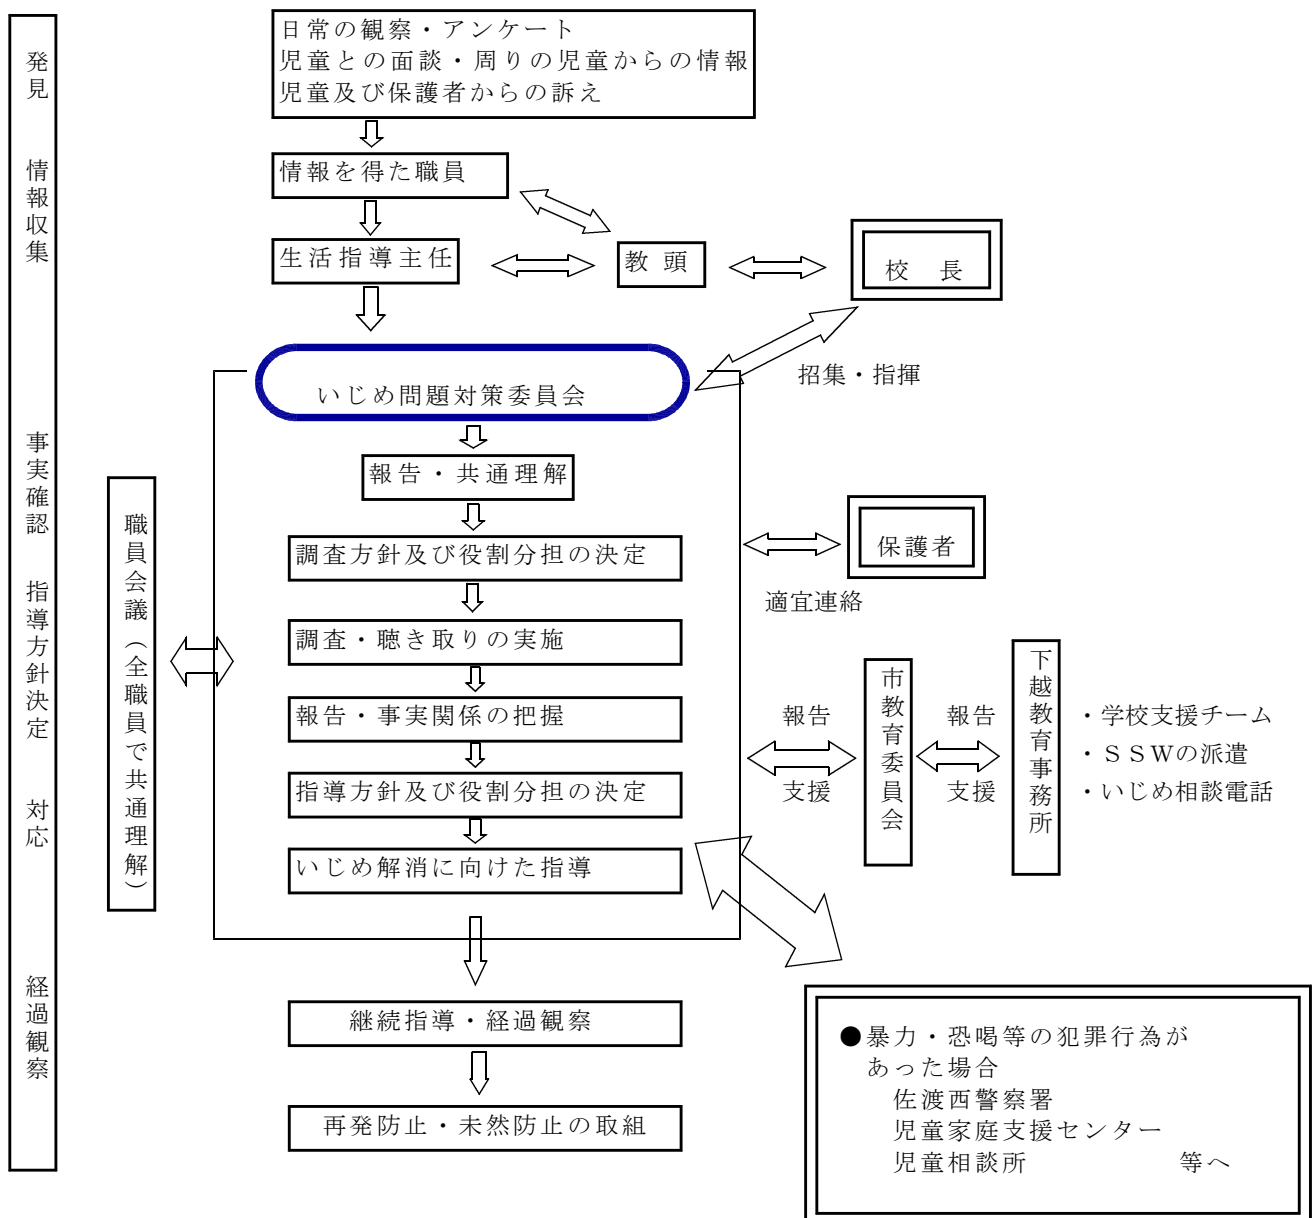 発見
情報収集
事実確認
指導方針決定
対応
経過観察
日常の観察・アンケート
児童との面談・周りの児童からの情報
児童及び保護者からの訴え
情報を得た職員
生活指導主任
教頭
校 長
招集・指揮
いじめ問題対策委員会
報告・共通理解
調査方針及び役割分担の決定
調査・聴き取りの実施
報告・事実関係の把握
指導方針及び役割分担の決定
いじめ解消に向けた指導
職員会議(全職員で共通理解)
保護者
適宜連絡
報告
支援
市教育委員会
報告
支援
下越教育事務所
・学校支援チーム
・ＳＳＷの派遣
・いじめ相談電話
継続指導・経過観察
再発防止・未然防止の取組
●暴力・恐喝等の犯罪行為が
あった場合
佐渡西警察署
児童家庭支援センター
児童相談所 等へ